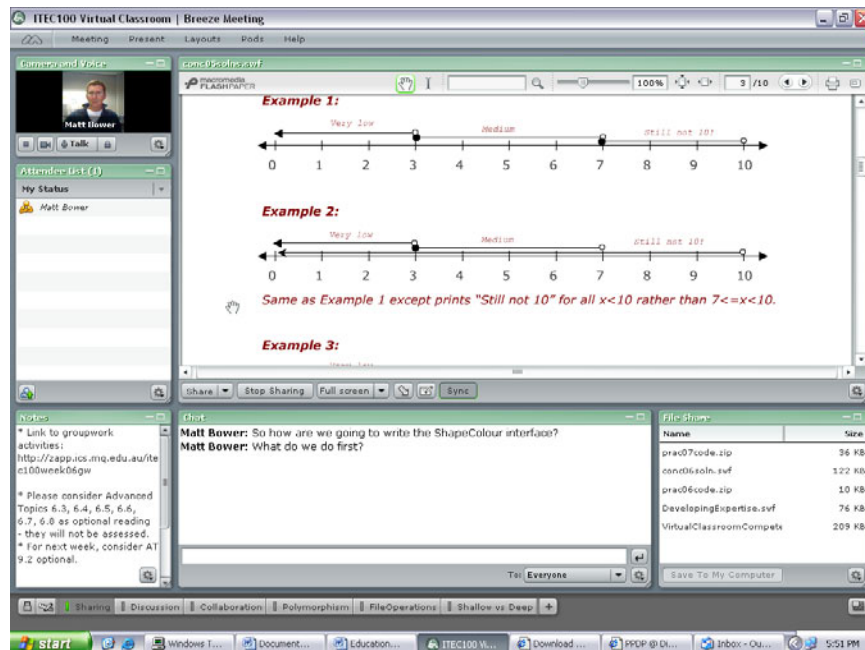 ITEC100 Virtual Classroom | Breeze Meeting
Meeting Present Layouts Pods Help
Camera and Voice
Matt Bower
Talk
Attendee List (1)
My Status
Matt Bower
conc05solns.swf
macromedia
FLASHPAPER
100%
3 /10
Example 1:
Very low Medium Still not 10!
0 1 2 3 4 5 6 7 8 9 10
Example 2:
Very low Medium Still not 10!
0 1 2 3 4 5 6 7 8 9 10
Same as Example 1 except prints "Still not 10" for all x<10 rather than 7<=x<10.
Example 3:
Share Stop Sharing Full screen Sync
Notes
* Link to groupwork
activities:
http://zapp.ics.mq.edu.au/ite
c100week06gw
* Please consider Advanced
Topics 6.3, 6.4, 6.5, 6.6,
6.7, 6.8 as optional reading
- they will not be assessed.
* For next week, consider AT
9.2 optional.
Chat
Matt Bower: So how are we going to write the ShapeColour interface?
Matt Bower: What do we do first?
To: Everyone
File Share
Name Size
prac07code.zip 36 KB
conc06soln.swf 122 KB
prac06code.zip 10 KB
DevelopingExpertise.swf 76 KB
VirtualClassroomCompete 209 KB
Save To My Computer
Sharing Discussion Collaboration Polymorphism FileOperations Shallow vs Deep
start Windows T... Document... Education... ITEC100 Vi... Download ... PPDP @ Di... Inbox - Ou... 5:51 PM